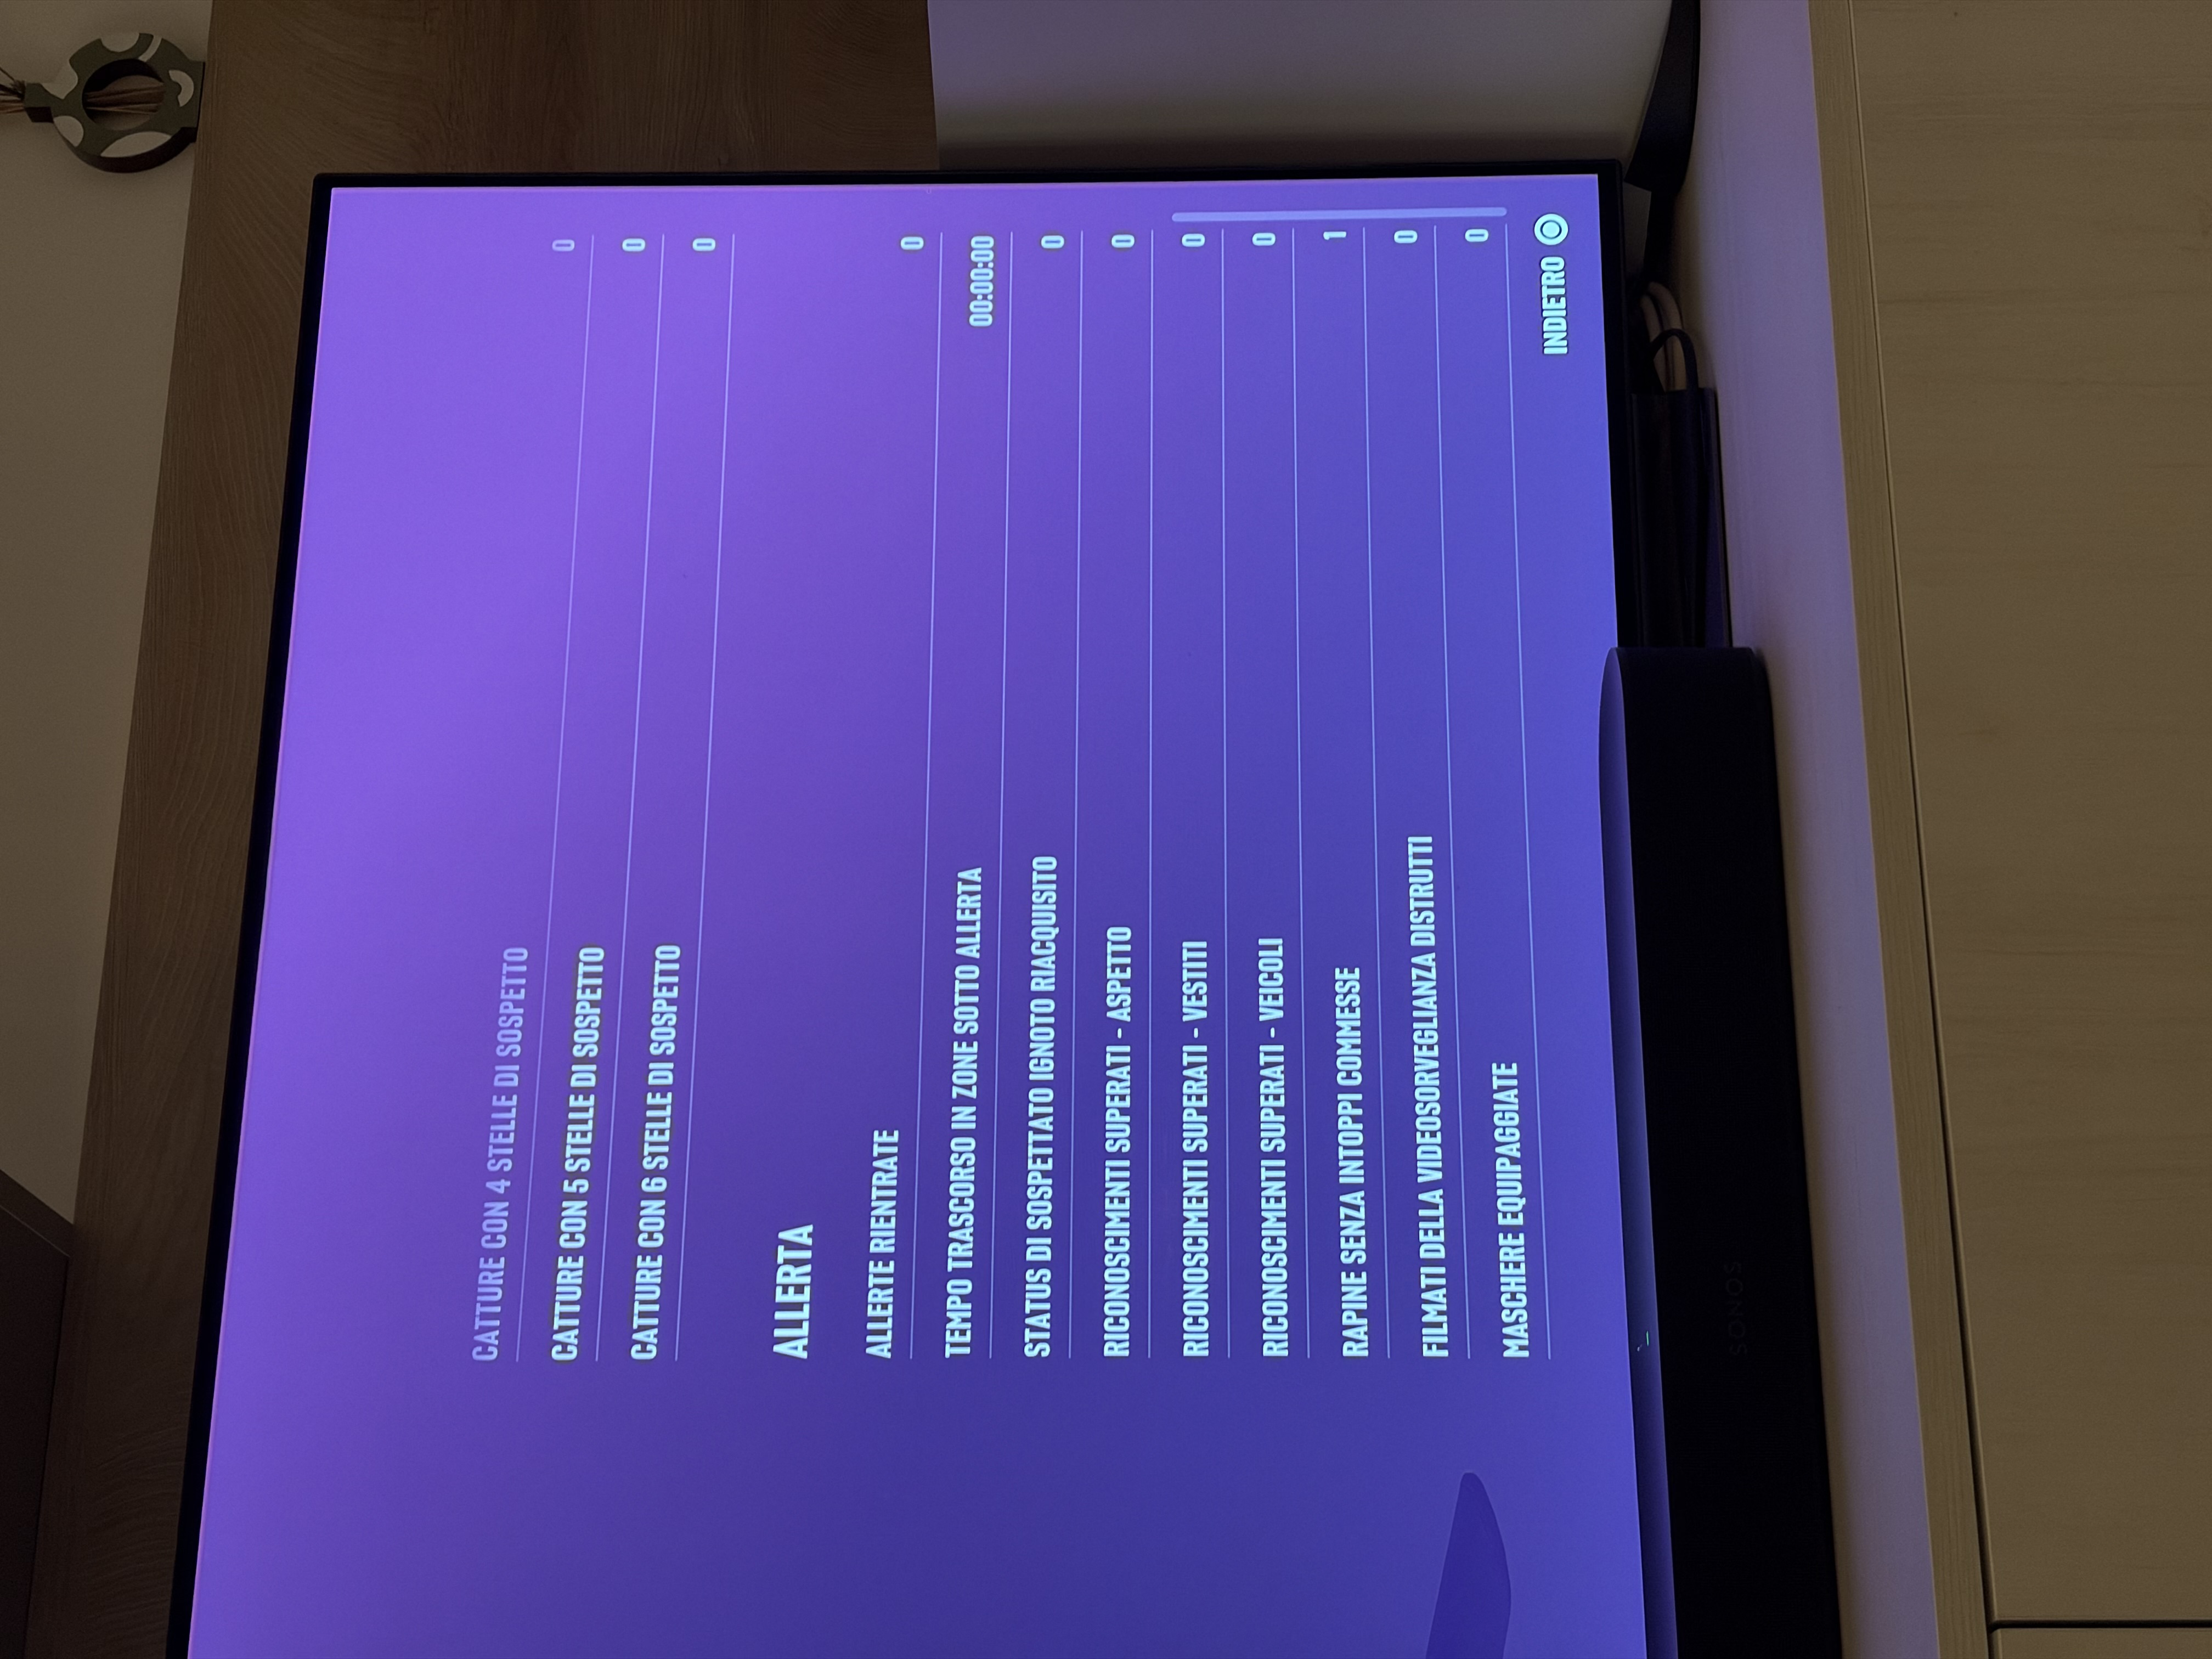 CATTURE CON 4 STELLE DI SOSPETTO 0
CATTURE CON 5 STELLE DI SOSPETTO 0
CATTURE CON 6 STELLE DI SOSPETTO 0
ALLERTA
ALLERTE RIENTRATE 0
TEMPO TRASCORSO IN ZONE SOTTO ALLERTA 00:00:00
STATUS DI SOSPETTATO IGNOTO RIACQUISITO 0
RICONOSCIMENTI SUPERATI - ASPETTO 0
RICONOSCIMENTI SUPERATI - VESTITI 0
RICONOSCIMENTI SUPERATI - VEICOLI 0
RAPINE SENZA INTOPPI COMMESSE 1
FILMATI DELLA VIDEOSORVEGLIANZA DISTRUTTI 0
MASCHERE EQUIPAGGIATE 0
INDIETRO
SONOS